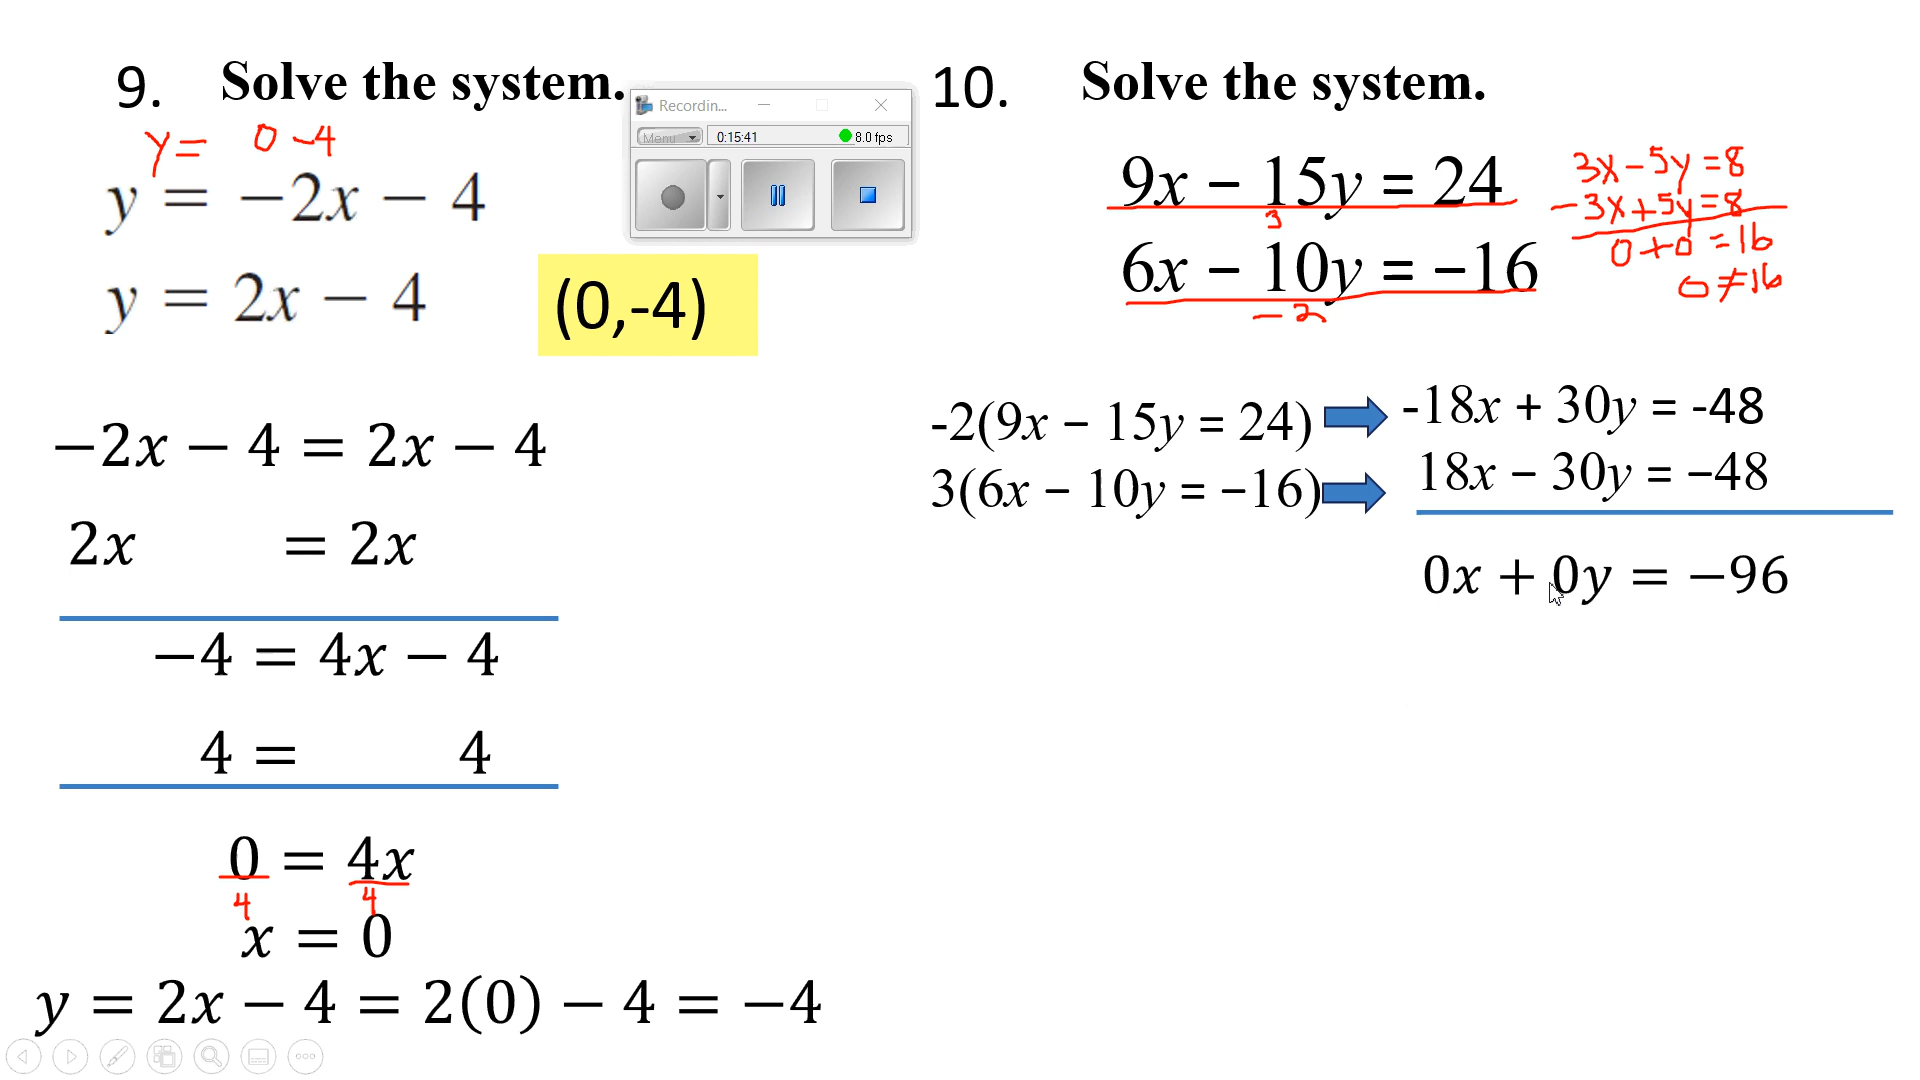 9. Solve the system.
y = 0 -4
y = −2x − 4
y = 2x − 4
(0,-4)
−2x − 4 = 2x − 4
2x = 2x
−4 = 4x − 4
4 = 4
0 = 4x
4 4
x = 0
y = 2x − 4 = 2(0) − 4 = −4
Recordin...
Menu 0:15:41 8.0 fps
10. Solve the system.
9x − 15y = 24
3
6x − 10y = −16
-2
3x - 5y = 8
-3x + 5y = 8
0 + 0 = 16
0 ≠ 16
-2(9x − 15y = 24) -18x + 30y = -48
3(6x − 10y = −16) 18x − 30y = −48
0x + 0y = −96